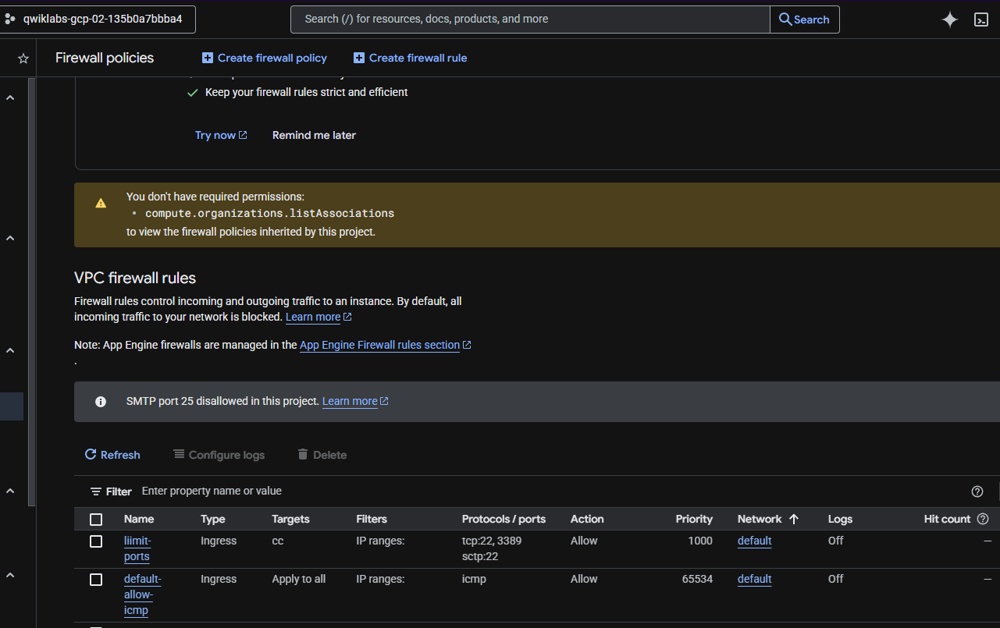 qwiklabs-gcp-02-135b0a7bbba4
Search (/) for resources, docs, products, and more
Search
Firewall policies
Create firewall policy
Create firewall rule
Keep your firewall rules strict and efficient
Try now
Remind me later
You don't have required permissions:
• compute.organizations.listAssociations
to view the firewall policies inherited by this project.
VPC firewall rules
Firewall rules control incoming and outgoing traffic to an instance. By default, all
incoming traffic to your network is blocked. Learn more
Note: App Engine firewalls are managed in the App Engine Firewall rules section
.
SMTP port 25 disallowed in this project. Learn more
Refresh Configure logs Delete
Filter Enter property name or value
Name Type Targets Filters Protocols / ports Action Priority Network Logs Hit count
liimit- Ingress cc IP ranges: tcp:22, 3389 Allow 1000 default Off —
ports sctp:22
default- Ingress Apply to all IP ranges: icmp Allow 65534 default Off —
allow-
icmp